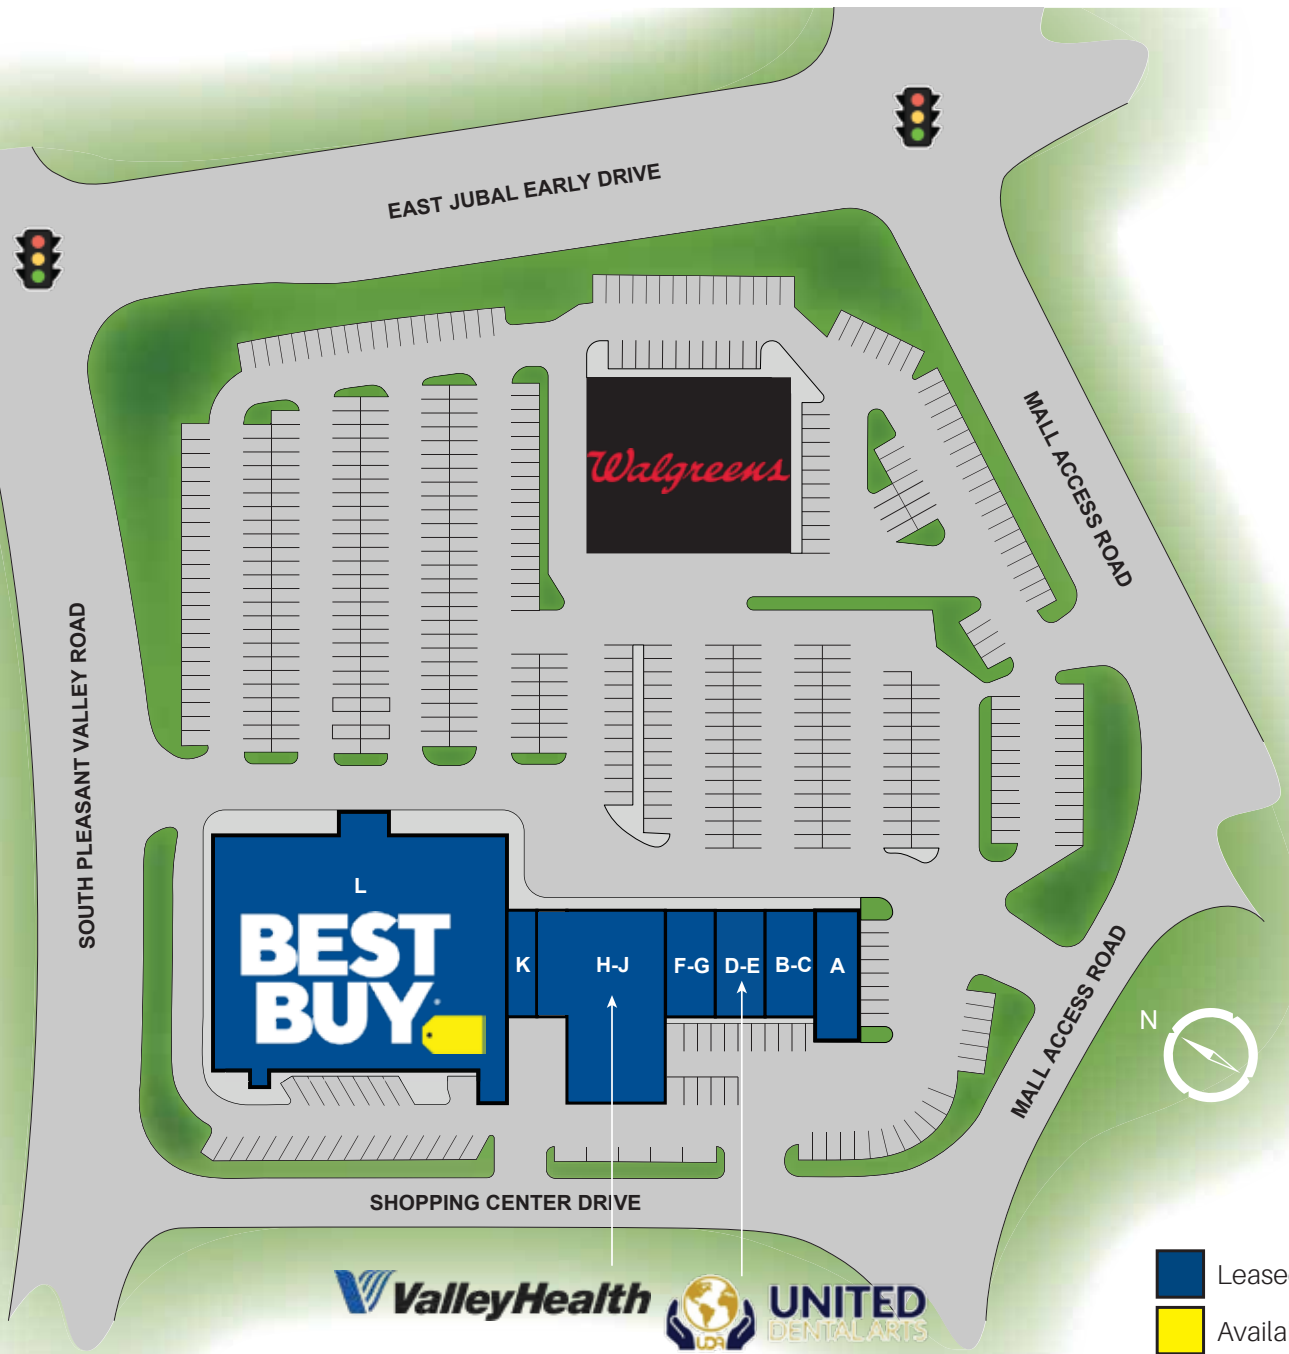 EAST JUBAL EARLY DRIVE
Walgreens
MALL ACCESS ROAD
SOUTH PLEASANT VALLEY ROAD
L
BEST
BUY
K
H-J
F-G
D-E
B-C
A
MALL ACCESS ROAD
N
SHOPPING CENTER DRIVE
ValleyHealth
UDA
UNITED
DENTAL ARTS
Lease
Availa